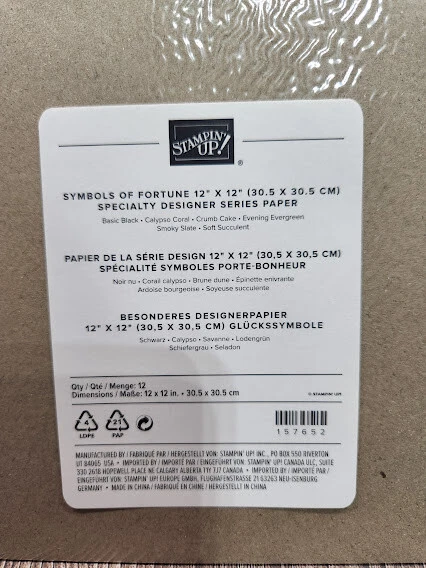 STAMPIN' UP!®
SYMBOLS OF FORTUNE 12" X 12" (30.5 X 30.5 CM)
SPECIALTY DESIGNER SERIES PAPER
Basic Black • Calypso Coral • Crumb Cake • Evening Evergreen
Smoky Slate • Soft Succulent
PAPIER DE LA SÉRIE DESIGN 12" X 12" (30,5 X 30,5 CM)
SPÉCIALITÉ SYMBOLES PORTE-BONHEUR
Noir nu • Corail calypso • Brune dune • Épinette enivrante
Ardoise bourgeoise • Soyeuse succulente
BESONDERES DESIGNERPAPIER
12" X 12" (30,5 X 30,5 CM) GLÜCKSSYMBOLE
Schwarz • Calypso • Savanne • Lodengrün
Schiefergrau • Seladon
Qty / Qté / Menge: 12
Dimensions / Maße: 12 x 12 in. • 30.5 x 30.5 cm
© STAMPIN' UP!
4
LDPE
21
PAP
157652
MANUFACTURED BY / FABRIQUÉ PAR / HERGESTELLT VON: STAMPIN' UP! INC., PO BOX 550 RIVERTON
UT 84065 USA • IMPORTED BY / IMPORTÉ PAR / EINGEFÜHRT VON: STAMPIN' UP! CANADA ULC, SUITE
330 2618 HOPEWELL PLACE NE CALGARY ALBERTA T1Y 7J7 CANADA • IMPORTED BY / IMPORTÉ PAR /
EINGEFÜHRT VON: STAMPIN' UP! EUROPE GMBH, FLUGHAFENSTRASSE 21 63263 NEU-ISENBURG
GERMANY • MADE IN CHINA / FABRIQUÉ EN CHINE / HERGESTELLT IN CHINA